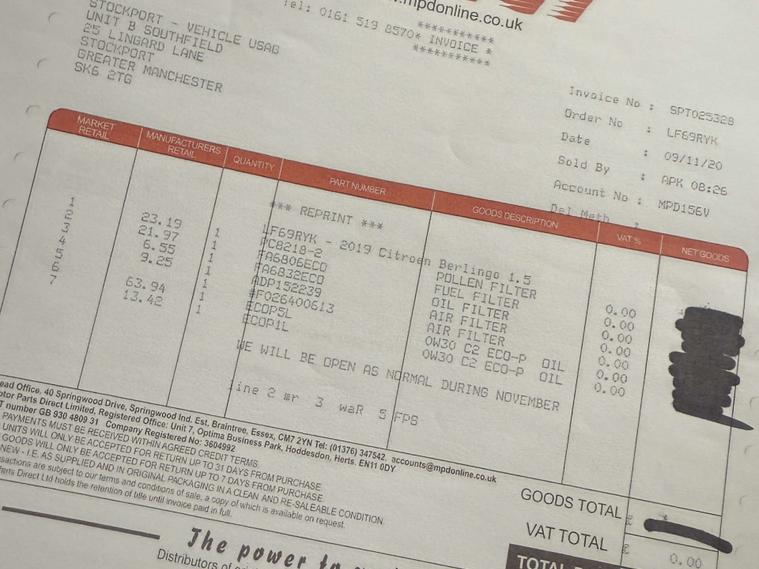 mpdonline.co.uk
Tel: 0161 519 8570
***********
* INVOICE *
***********
STOCKPORT - VEHICLE USAG
UNIT B SOUTHFIELD
25 LINGARD LANE
STOCKPORT
GREATER MANCHESTER
SK6 2TG
Invoice No : SPT025328
Order No : LF69RYK
Date : 09/11/20
Sold By : APK 08:26
Account No : MPD156V
Del Meth :
MARKET RETAIL MANUFACTURERS RETAIL QUANTITY PART NUMBER GOODS DESCRIPTION VAT % NET GOODS
*** REPRINT ***
LF69RYK - 2019 Citroen Berlingo 1.5
1 23.19 1 PC8218-2 POLLEN FILTER 0.00
2 21.97 1 FA6806ECO FUEL FILTER 0.00
3 6.55 1 FA6832ECO OIL FILTER 0.00
4 9.25 1 ADP152239 AIR FILTER 0.00
5 1 #F026400613 AIR FILTER 0.00
6 63.94 1 ECOP5L 0W30 C2 ECO-P OIL 0.00
7 13.42 1 ECOP1L 0W30 C2 ECO-P OIL 0.00
WE WILL BE OPEN AS NORMAL DURING NOVEMBER
line 2 mr 3 waR 5 FPS
ead Office. 40 Springwood Drive, Springwood Ind. Est. Braintree, Essex, CM7 2YN Tel: (01376) 347542. accounts@mpdonline.co.uk
otor Parts Direct Limited, Registered Office: Unit 7, Optima Business Park, Hoddesdon, Herts. EN11 0DY
T number GB 930 4809 31 Company Registered No: 3604992
PAYMENTS MUST BE RECEIVED WITHIN AGREED CREDIT TERMS.
UNITS WILL ONLY BE ACCEPTED FOR RETURN UP TO 31 DAYS FROM PURCHASE.
GOODS WILL ONLY BE ACCEPTED FOR RETURN UP TO 7 DAYS FROM PURCHASE.
NEW - I.E. AS SUPPLIED AND IN ORIGINAL PACKAGING IN A CLEAN AND RE-SALEABLE CONDITION.
nsactions are subject to our terms and conditions of sale, a copy of which is available on request.
Parts Direct Ltd holds the retention of title until invoice paid in full.
GOODS TOTAL £
VAT TOTAL £ 0.00
TOTAL
The power to
Distributors of